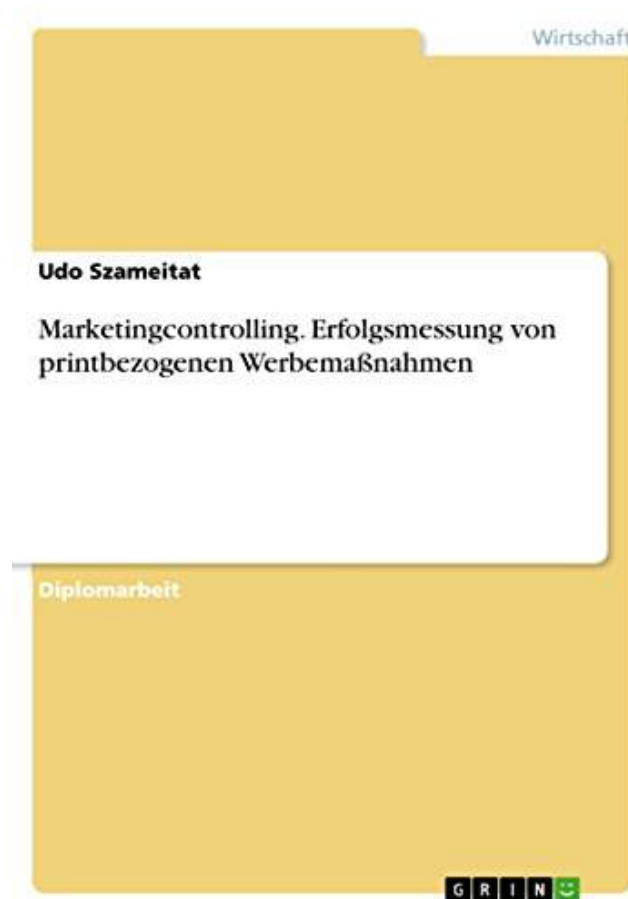 Wirtschaft
Udo Szameitat
Marketingcontrolling. Erfolgsmessung von
printbezogenen Werbemaßnahmen
Diplomarbeit
GRIN